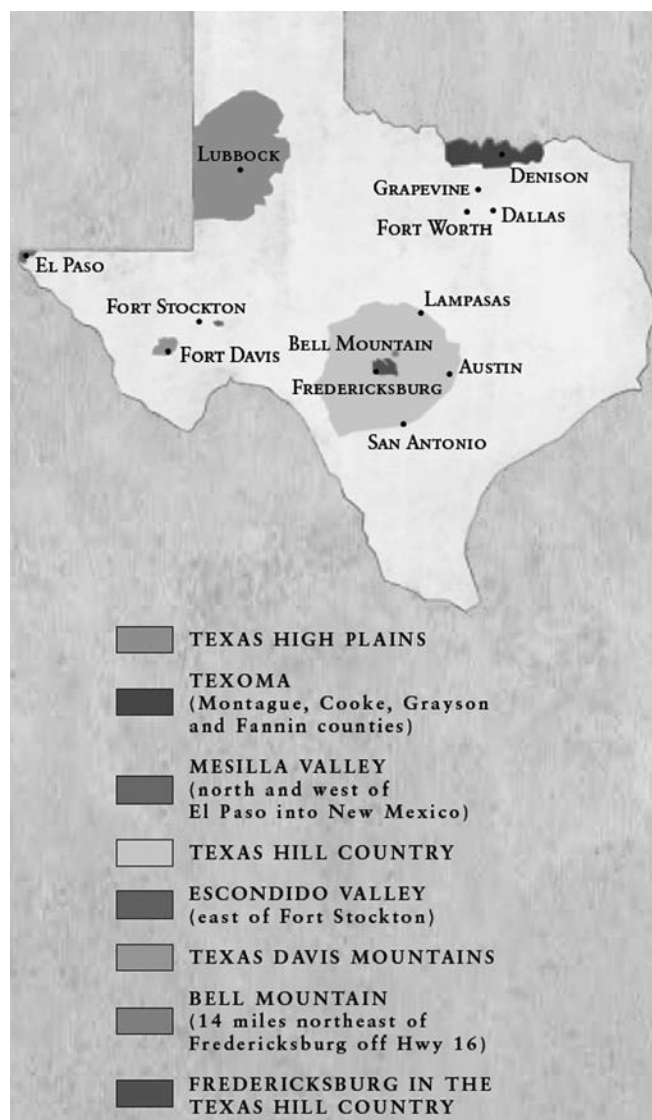 LUBBOCK
DENISON
GRAPEVINE
FORT WORTH
DALLAS
EL PASO
FORT STOCKTON
FORT DAVIS
LAMPASAS
BELL MOUNTAIN
FREDERICKSBURG
AUSTIN
SAN ANTONIO
TEXAS HIGH PLAINS
TEXOMA
(Montague, Cooke, Grayson
and Fannin counties)
MESILLA VALLEY
(north and west of
El Paso into New Mexico)
TEXAS HILL COUNTRY
ESCONDIDO VALLEY
(east of Fort Stockton)
TEXAS DAVIS MOUNTAINS
BELL MOUNTAIN
(14 miles northeast of
Fredericksburg off Hwy 16)
FREDERICKSBURG IN THE
TEXAS HILL COUNTRY